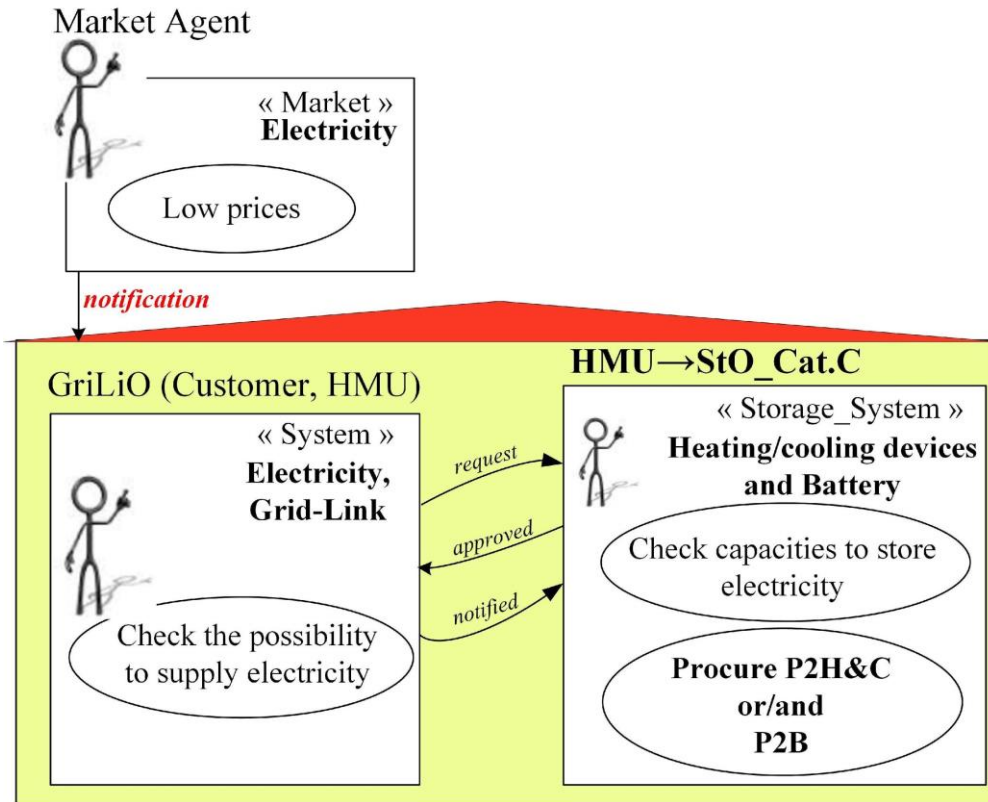 Market Agent
« Market »
Electricity
Low prices
notification
GriLiO (Customer, HMU)
« System »
Electricity,
Grid-Link
Check the possibility
to supply electricity
request
approved
notified
HMU→StO_Cat.C
« Storage_System »
Heating/cooling devices
and Battery
Check capacities to store
electricity
Procure P2H&C
or/and
P2B